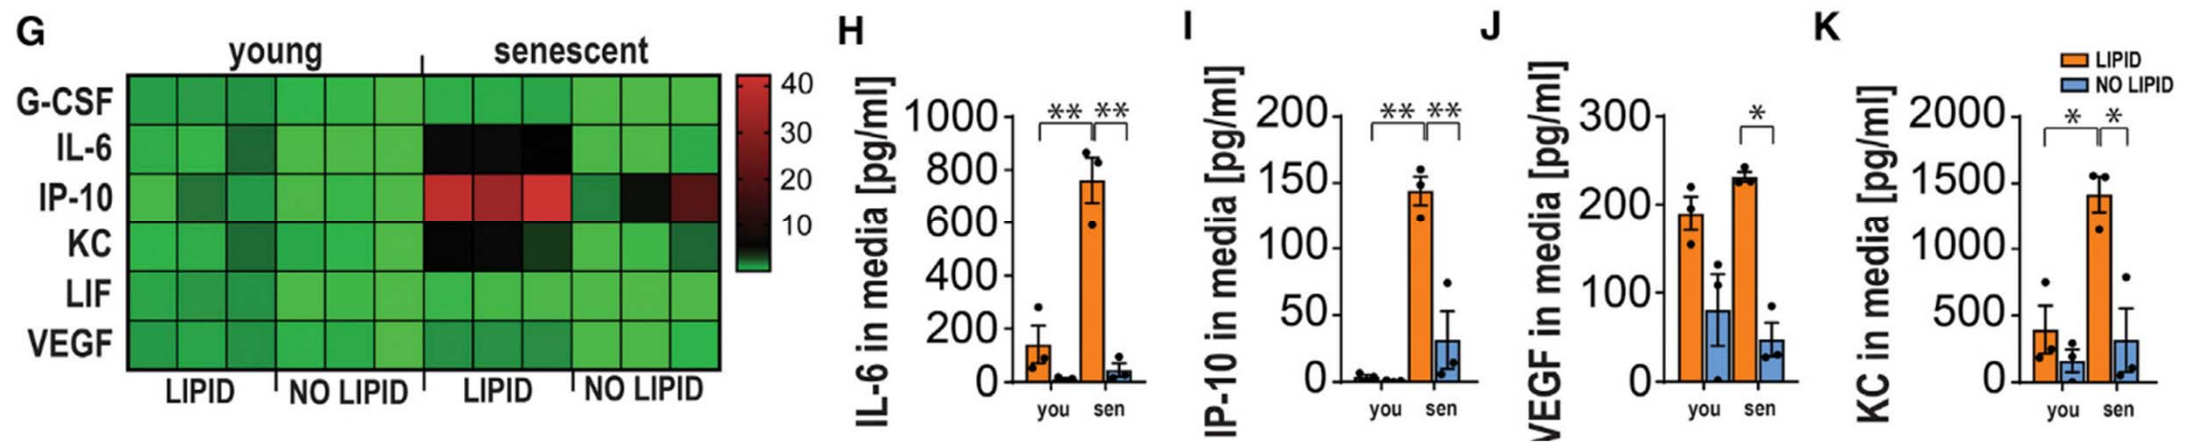 G
young
senescent
G-CSF
IL-6
IP-10
KC
LIF
VEGF
LIPID
NO LIPID
LIPID
NO LIPID
40
30
20
10
H
IL-6 in media [pg/ml]
1000
800
600
400
200
0
** **
you sen
I
IP-10 in media [pg/ml]
200
150
100
50
0
** **
you sen
J
VEGF in media [pg/ml]
300
200
100
0
*
you sen
K
KC in media [pg/ml]
2000
1500
1000
500
0
* *
you sen
LIPID
NO LIPID